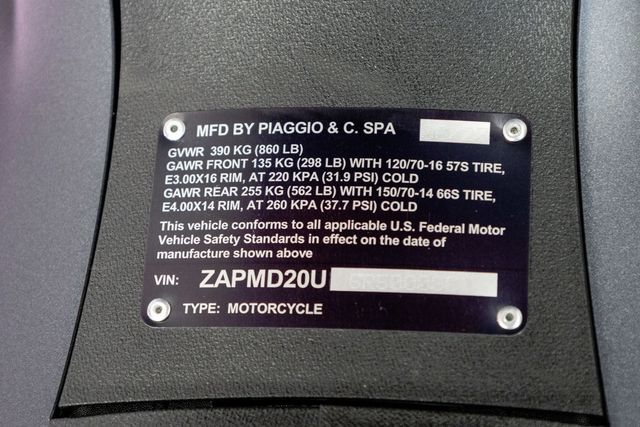 MFD BY PIAGGIO & C. SPA
GVWR 390 KG (860 LB)
GAWR FRONT 135 KG (298 LB) WITH 120/70-16 57S TIRE,
E3.00X16 RIM, AT 220 KPA (31.9 PSI) COLD
GAWR REAR 255 KG (562 LB) WITH 150/70-14 66S TIRE,
E4.00X14 RIM, AT 260 KPA (37.7 PSI) COLD
This vehicle conforms to all applicable U.S. Federal Motor
Vehicle Safety Standards in effect on the date of
manufacture shown above
VIN: ZAPMD20U
TYPE: MOTORCYCLE